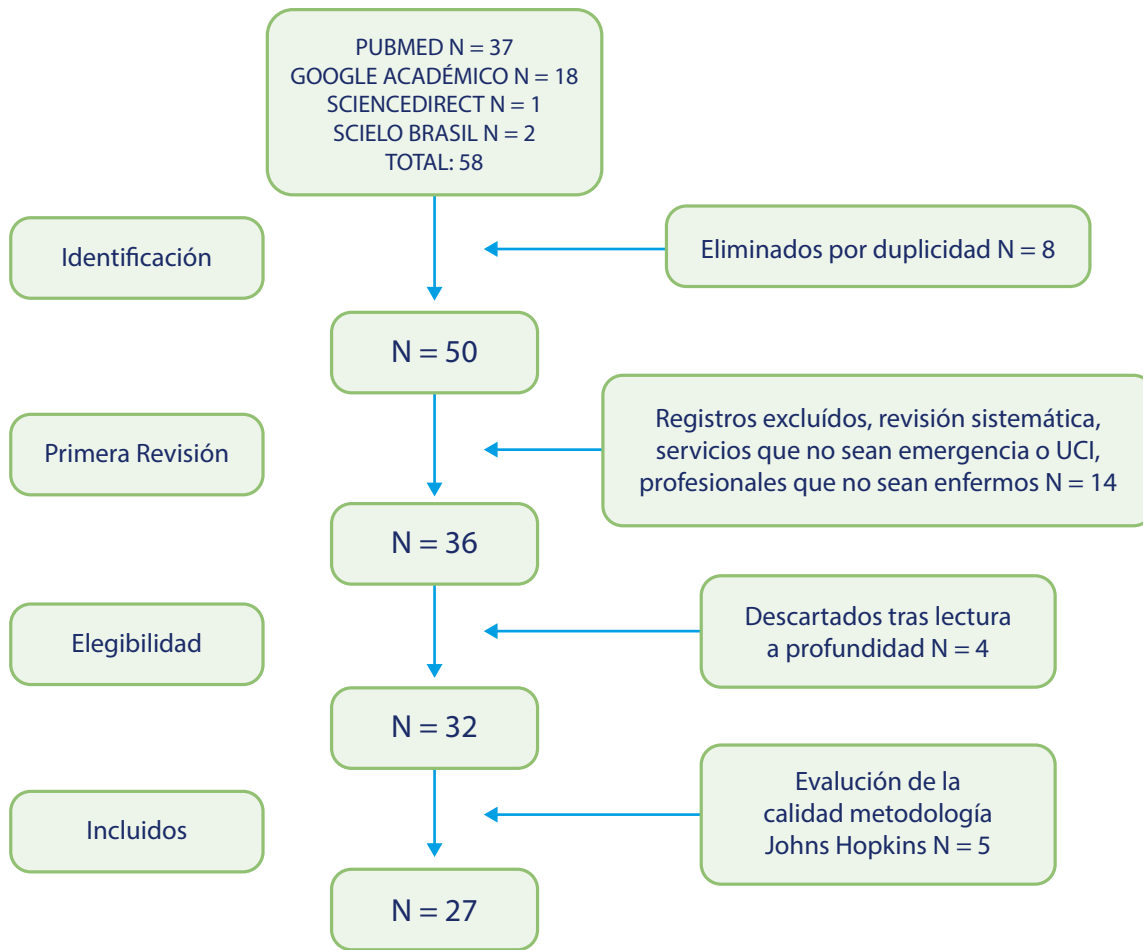 PUBMED N = 37
GOOGLE ACADÉMICO N = 18
SCIENCEDIRECT N = 1
SCIELO BRASIL N = 2
TOTAL: 58
Identificación
Eliminados por duplicidad N = 8
N = 50
Primera Revisión
Registros excluídos, revisión sistemática,
servicios que no sean emergencia o UCI,
profesionales que no sean enfermos N = 14
N = 36
Elegibilidad
Descartados tras lectura
a profundidad N = 4
N = 32
Incluidos
Evalución de la
calidad metodología
Johns Hopkins N = 5
N = 27